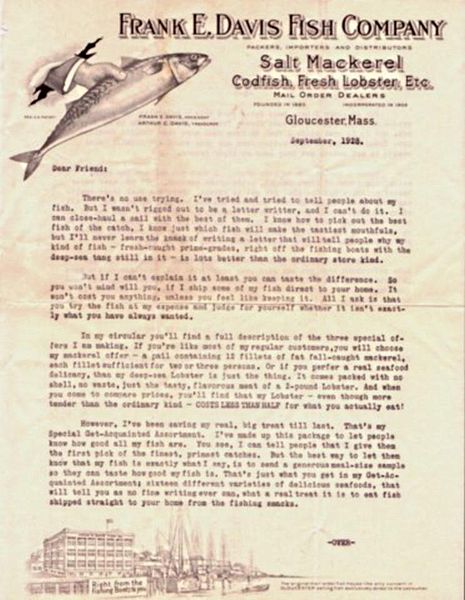 FRANK E. DAVIS FISH COMPANY
PACKERS, IMPORTERS AND DISTRIBUTORS
Salt Mackerel
Codfish, Fresh Lobster, Etc.
MAIL ORDER DEALERS
FOUNDED IN 1885 INCORPORATED IN
FRANK E. DAVIS, PRESIDENT
ARTHUR C. DAVIS, TREASURER
Gloucester, Mass.
September, 1925.
Dear Friend:
There's no use trying. I've tried and tried to tell people about my
fish. But I wasn't rigged out to be a letter writer, and I can't do it. I
can close-haul a sail with the best of them. I know how to pick out the best
fish of the catch, I know just which fish will make the tastiest mouthfuls,
but I'll never learn the knack of writing a letter that will tell people why my
kind of fish - fresh-caught prime-grades, right off the fishing boats with the
deep-sea tang still in it - is lots better than the ordinary store kind.
But if I can't explain it at least you can taste the difference. So
you won't mind will you, if I ship some of my fish direct to your home. It
won't cost you anything, unless you feel like keeping it. All I ask is that
you try the fish at my expense and judge for yourself whether it isn't exact-
ly what you have always wanted.
In my circular you'll find a full description of the three special of-
fers I am making. If you're like most of my regular customers, you will choose
my mackerel offer - a pail containing 12 fillets of fat fall-caught mackerel,
each fillet sufficient for two or three persons. Or if you perfer a real seafood
delicacy, than my deep-sea Lobster is just the thing. It comes packed with no
shell, no waste, just the tasty, flavorous meat of a 2-pound Lobster. And when
you come to compare prices, you'll find that my Lobster - even though more
tender than the ordinary kind - COSTS LESS THAN HALF for what you actually eat!
However, I've been saving my real, big treat till last. That's my
Special Get-Acquainted Assortment. I've made up this package to let people
know how good all my fish are. You see, I can tell people that I give them
the first pick of the finest, primest catches. But the best way to let them
know that my fish is exactly what I say, is to send a generous meal-size sample
so they can taste how good my fish is. That's just what you get in my Get-Ac-
quainted Assortment; sixteen different varieties of delicious seafoods, that
will tell you as no fine writing ever can, what a real treat it is to eat fish
shipped straight to your home from the fishing smacks.
-OVER-
Right from the
fishing Boats to you